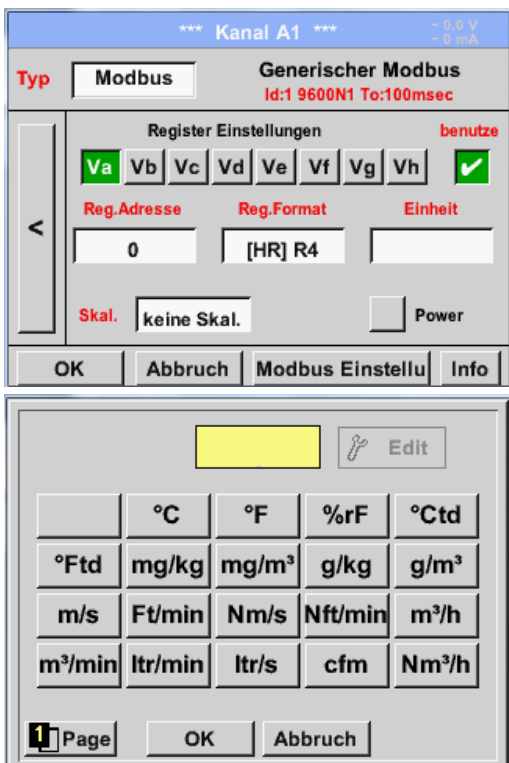 *** Kanal A1 *** ~ 0.0 V
~ 0 mA
Typ Modbus Generischer Modbus
Id:1 9600N1 To:100msec
Register Einstellungen benutze
Va Vb Vc Vd Ve Vf Vg Vh
Reg.Adresse Reg.Format Einheit
0 [HR] R4
<
Skal. keine Skal. Power
OK Abbruch Modbus Einstellu Info
Edit
°C °F %rF °Ctd
°Ftd mg/kg mg/m³ g/kg g/m³
m/s Ft/min Nm/s Nft/min m³/h
m³/min ltr/min ltr/s cfm Nm³/h
1 Page OK Abbruch